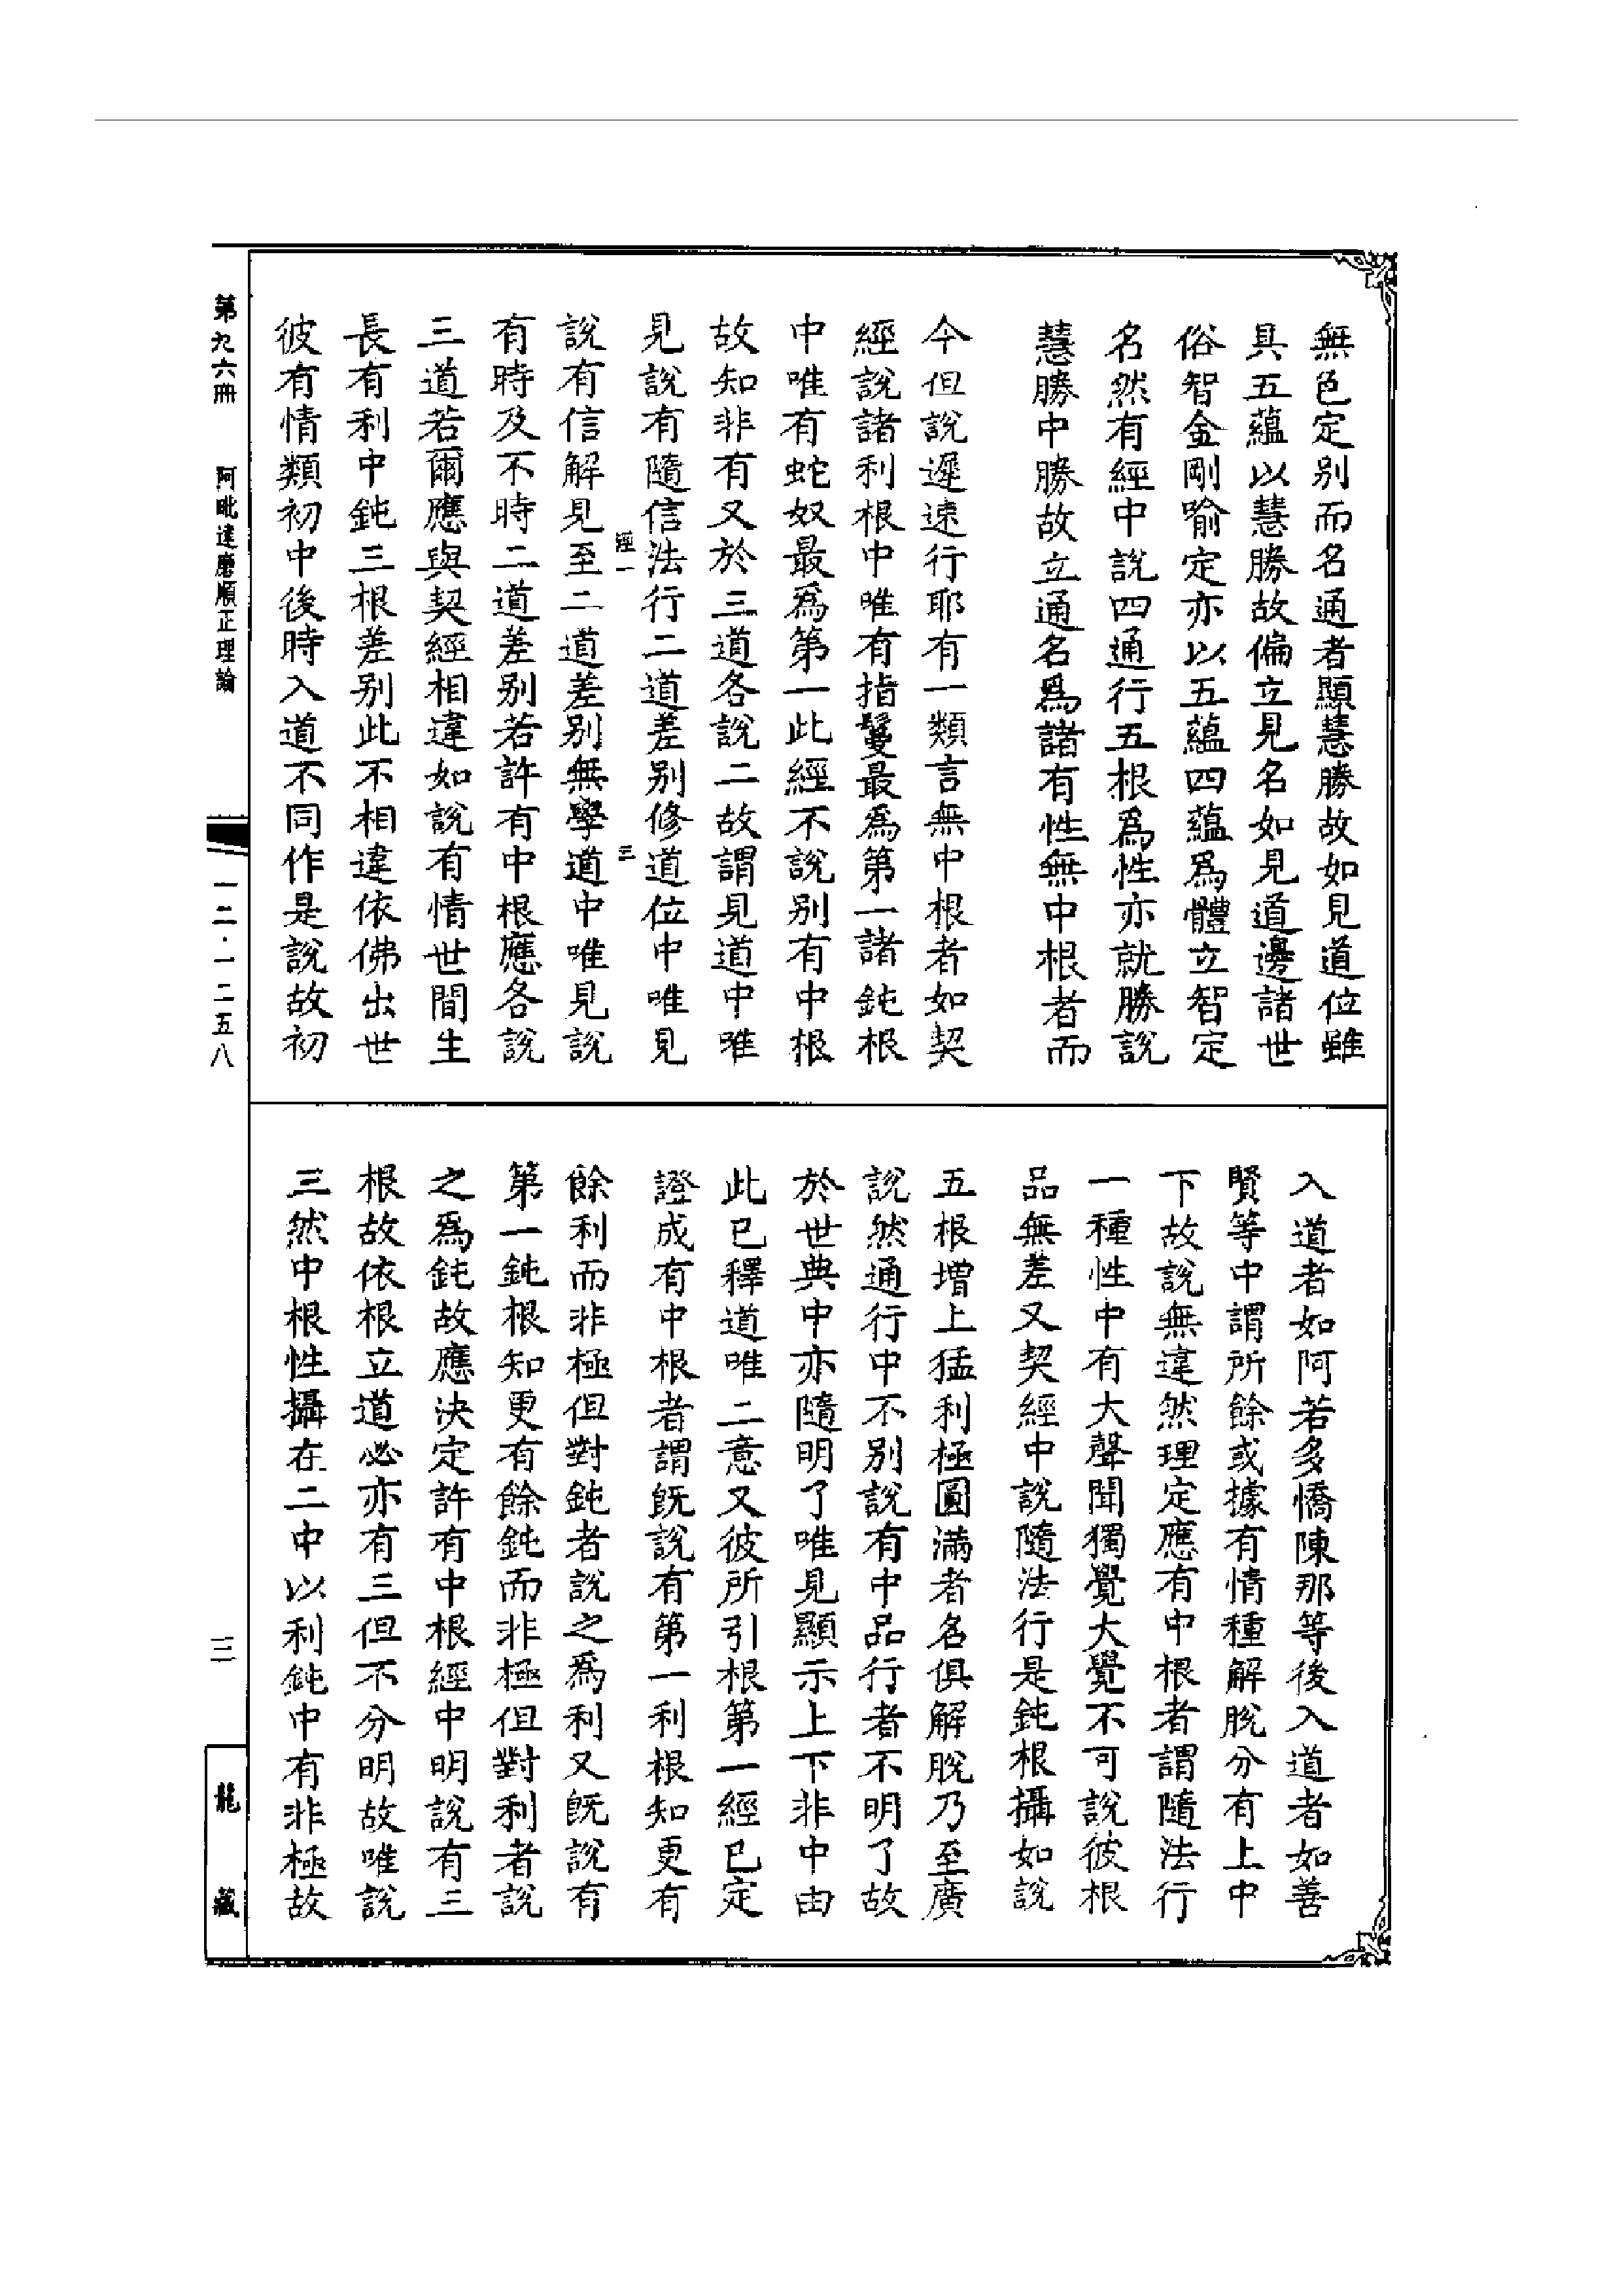 無色定别而名通者顯慧勝故如見道位雖
具五蘊以慧勝故偏立見名如見道邊諸世
俗智金剛喻定亦以五蘊四蘊爲體立智定
名然有經中說四通行五根爲性亦就勝說
慧勝中勝故立通名爲諸有性無中根者而
今但說遲速行耶有一類言無中根者如契
經說諸利根中唯有指鬘最爲第一諸鈍根
中唯有蛇奴最爲第一此經不說别有中根
故知非有又於三道各說二故謂見道中唯
見說有隨信法行二道差别修道位中唯見
經一
三
說有信解見至二道差别無學道中唯見說
有時及不時二道差别若許有中根應各說
三道若爾應與契經相違如說有情世間生
長有利中鈍三根差别此不相違依佛出世
彼有情類初中後時入道不同作是說故初
入道者如阿若多憍陳那等後入道者如善
賢等中謂所餘或據有情種解脫分有上中
下故說無違然理定應有中根者謂隨法行
一種性中有大聲聞獨覺大覺不可說彼根
品無差又契經中說隨法行是鈍根攝如說
五根增上猛利極圓滿者名俱解脫乃至廣
說然通行中不别說有中品行者不明了故
於世典中亦隨明了唯見顯示上下非中由
此已釋道唯二意又彼所引根第一經已定
證成有中根者謂旣說有第一利根知更有
餘利而非極但對鈍者說之爲利又旣說有
第一鈍根知更有餘鈍而非極但對利者說
之爲鈍故應決定許有中根經中明說有三
根故依根立道必亦有三但不分明故唯說
三然中根性攝在二中以利鈍中有非極故
第九六冊
阿毗達磨順正理論
一二·一二五八
三
龍藏